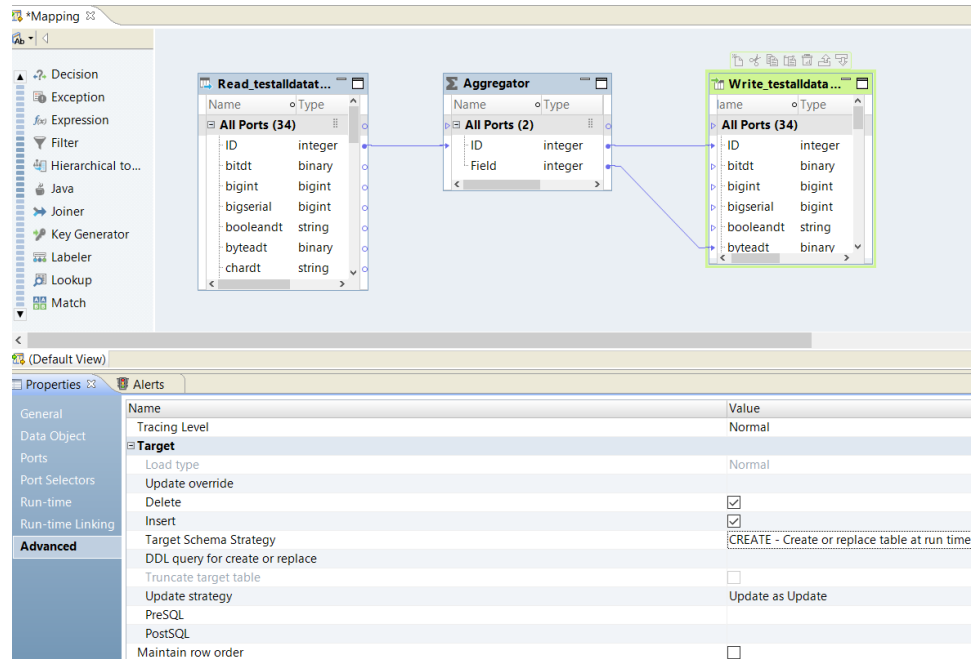 *Mapping
Ab
Decision
Exception
fxx Expression
Filter
Hierarchical to...
Java
Joiner
Key Generator
Labeler
Lookup
Match
Read_testalldatat...
Name Type
All Ports (34)
ID integer
bitdt binary
bigint bigint
bigserial bigint
booleandt string
byteadt binary
chardt string
Σ Aggregator
Name Type
All Ports (2)
ID integer
Field integer
Write_testalldata...
lame Type
All Ports (34)
ID integer
bitdt binary
bigint bigint
bigserial bigint
booleandt string
byteadt binary
(Default View)
Properties Alerts
General
Data Object
Ports
Port Selectors
Run-time
Run-time Linking
Advanced
Name Value
Tracing Level Normal
Target
Load type Normal
Update override
Delete
Insert
Target Schema Strategy CREATE - Create or replace table at run time
DDL query for create or replace
Truncate target table
Update strategy Update as Update
PreSQL
PostSQL
Maintain row order